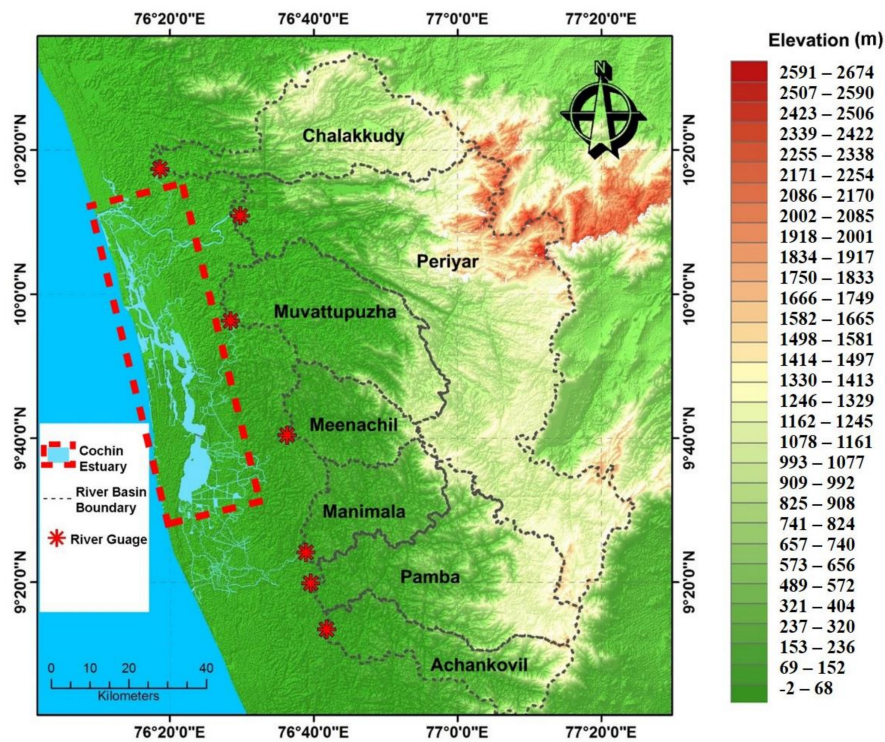 76°20'0"E 76°40'0"E 77°0'0"E 77°20'0"E
10°20'0"N
10°0'0"N
9°40'0"N
9°20'0"N
10°20'0"N
10°0'0"N
9°40'0"N
9°20'0"N
N
Chalakkudy
Periyar
Muvattupuzha
Meenachil
Manimala
Pamba
Achankovil
Cochin
Estuary
River Basin
Boundary
River Guage
0 10 20 40
Kilometers
76°20'0"E 76°40'0"E 77°0'0"E 77°20'0"E
Elevation (m)
2591 – 2674
2507 – 2590
2423 – 2506
2339 – 2422
2255 – 2338
2171 – 2254
2086 – 2170
2002 – 2085
1918 – 2001
1834 – 1917
1750 – 1833
1666 – 1749
1582 – 1665
1498 – 1581
1414 – 1497
1330 – 1413
1246 – 1329
1162 – 1245
1078 – 1161
993 – 1077
909 – 992
825 – 908
741 – 824
657 – 740
573 – 656
489 – 572
321 – 404
237 – 320
153 – 236
69 – 152
-2 – 68